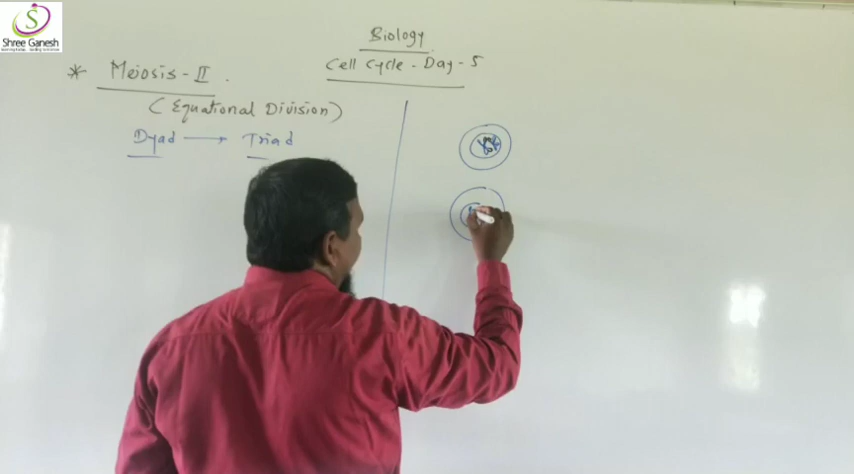 S
Shree Ganesh
Biology
Cell Cycle - Day - 5
* Meiosis - II .
( Equational Division )
Dyad → Triad